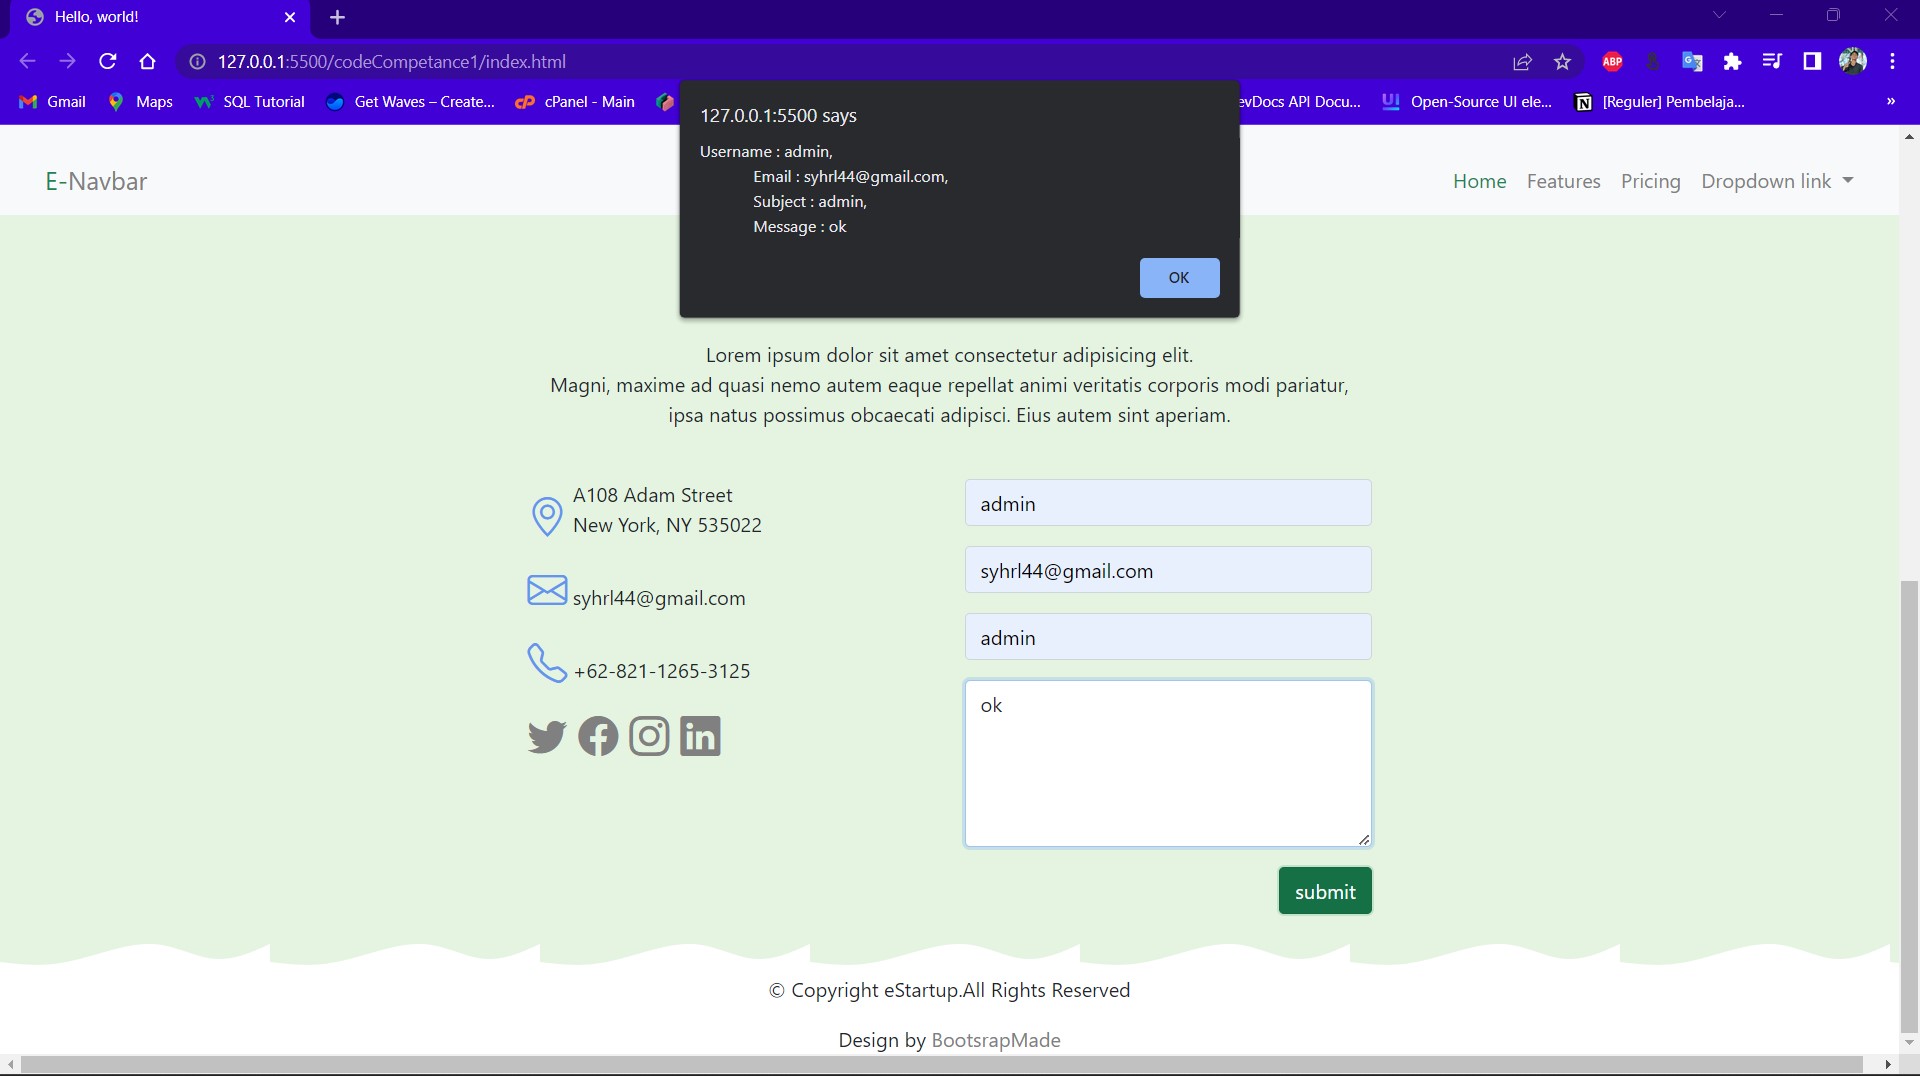 Hello, world!
127.0.0.1:5500/codeCompetance1/index.html
ABP
Gmail
Maps
SQL Tutorial
Get Waves – Create...
cPanel - Main
evDocs API Docu...
Open-Source UI ele...
[Reguler] Pembelaja...
»
127.0.0.1:5500 says
Username : admin,
Email : syhrl44@gmail.com,
Subject : admin,
Message : ok
OK
E-Navbar
Home
Features
Pricing
Dropdown link
Lorem ipsum dolor sit amet consectetur adipisicing elit.
Magni, maxime ad quasi nemo autem eaque repellat animi veritatis corporis modi pariatur,
ipsa natus possimus obcaecati adipisci. Eius autem sint aperiam.
A108 Adam Street
New York, NY 535022
syhrl44@gmail.com
+62-821-1265-3125
admin
syhrl44@gmail.com
admin
ok
submit
© Copyright eStartup.All Rights Reserved
Design by BootsrapMade